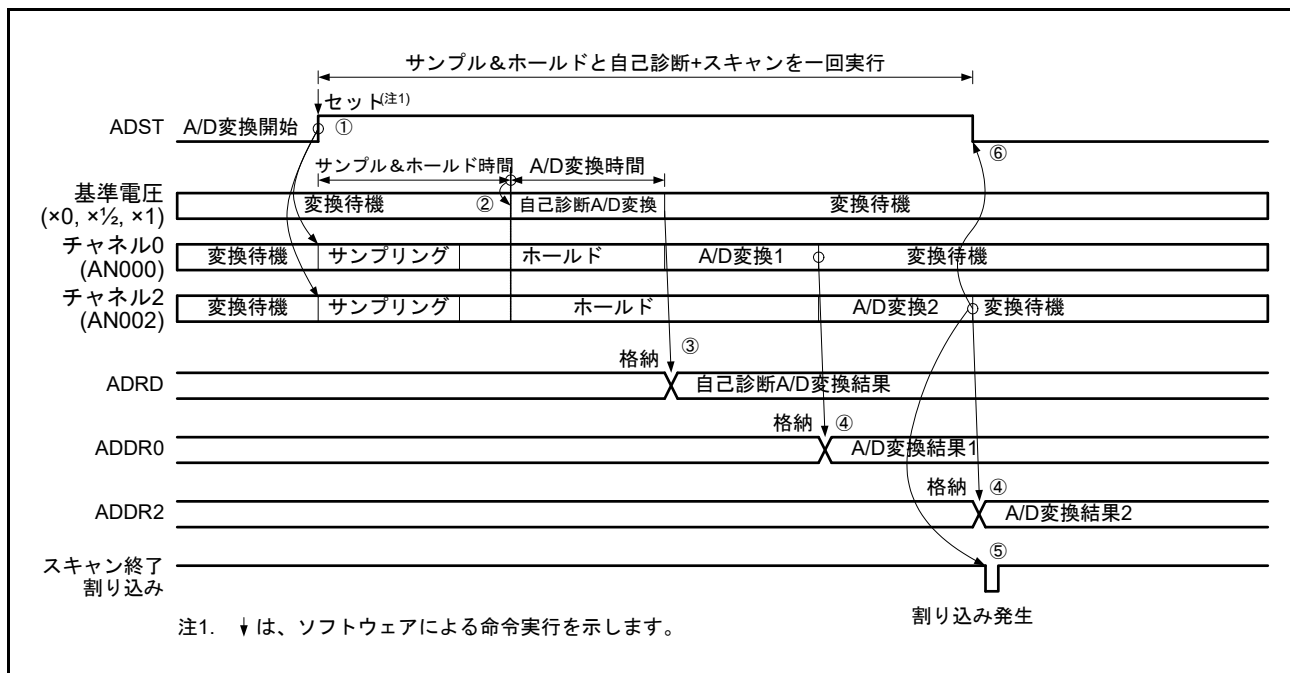 サンプル＆ホールドと自己診断+スキャンを一回実行
セット(注1)
ADST A/D変換開始 ① ⑥
サンプル＆ホールド時間 A/D変換時間
基準電圧
(×0, ×½, ×1)
変換待機 ② 自己診断A/D変換 変換待機
チャネル0
(AN000)
変換待機 サンプリング ホールド A/D変換1 変換待機
チャネル2
(AN002)
変換待機 サンプリング ホールド A/D変換2 変換待機
格納 ③
ADRD 自己診断A/D変換結果
格納 ④
ADDR0 A/D変換結果1
格納 ④
ADDR2 A/D変換結果2
⑤
スキャン終了
割り込み
割り込み発生
注1. ↓は、ソフトウェアによる命令実行を示します。